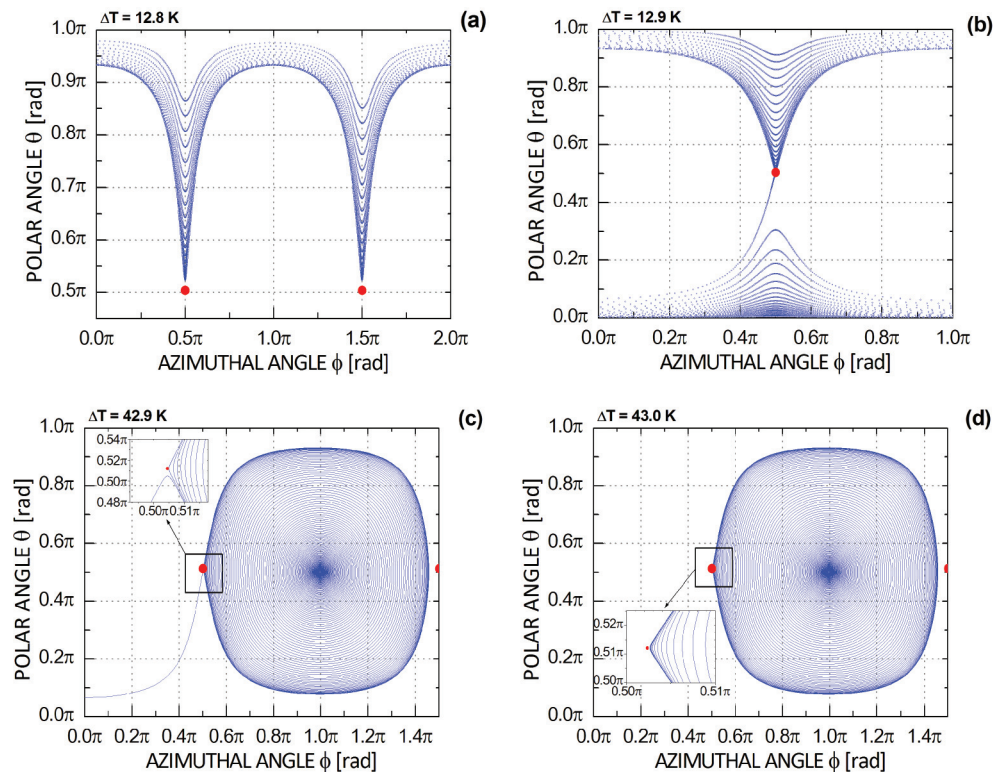 ΔT = 12.8 K
(a)
1.0π
0.9π
0.8π
0.7π
0.6π
0.5π
POLAR ANGLE θ [rad]
0.0π 0.5π 1.0π 1.5π 2.0π
AZIMUTHAL ANGLE ϕ [rad]
ΔT = 12.9 K
(b)
1.0π
0.8π
0.6π
0.4π
0.2π
0.0π
POLAR ANGLE θ [rad]
0.0π 0.2π 0.4π 0.6π 0.8π 1.0π
AZIMUTHAL ANGLE ϕ [rad]
ΔT = 42.9 K
(c)
1.0π
0.8π
0.6π
0.4π
0.2π
0.0π
POLAR ANGLE θ [rad]
0.54π
0.52π
0.50π
0.48π
0.50π 0.51π
0.0π 0.2π 0.4π 0.6π 0.8π 1.0π 1.2π 1.4π
AZIMUTHAL ANGLE ϕ [rad]
ΔT = 43.0 K
(d)
1.0π
0.8π
0.6π
0.4π
0.2π
0.0π
POLAR ANGLE θ [rad]
0.52π
0.51π
0.50π
0.50π 0.51π
0.0π 0.2π 0.4π 0.6π 0.8π 1.0π 1.2π 1.4π
AZIMUTHAL ANGLE ϕ [rad]